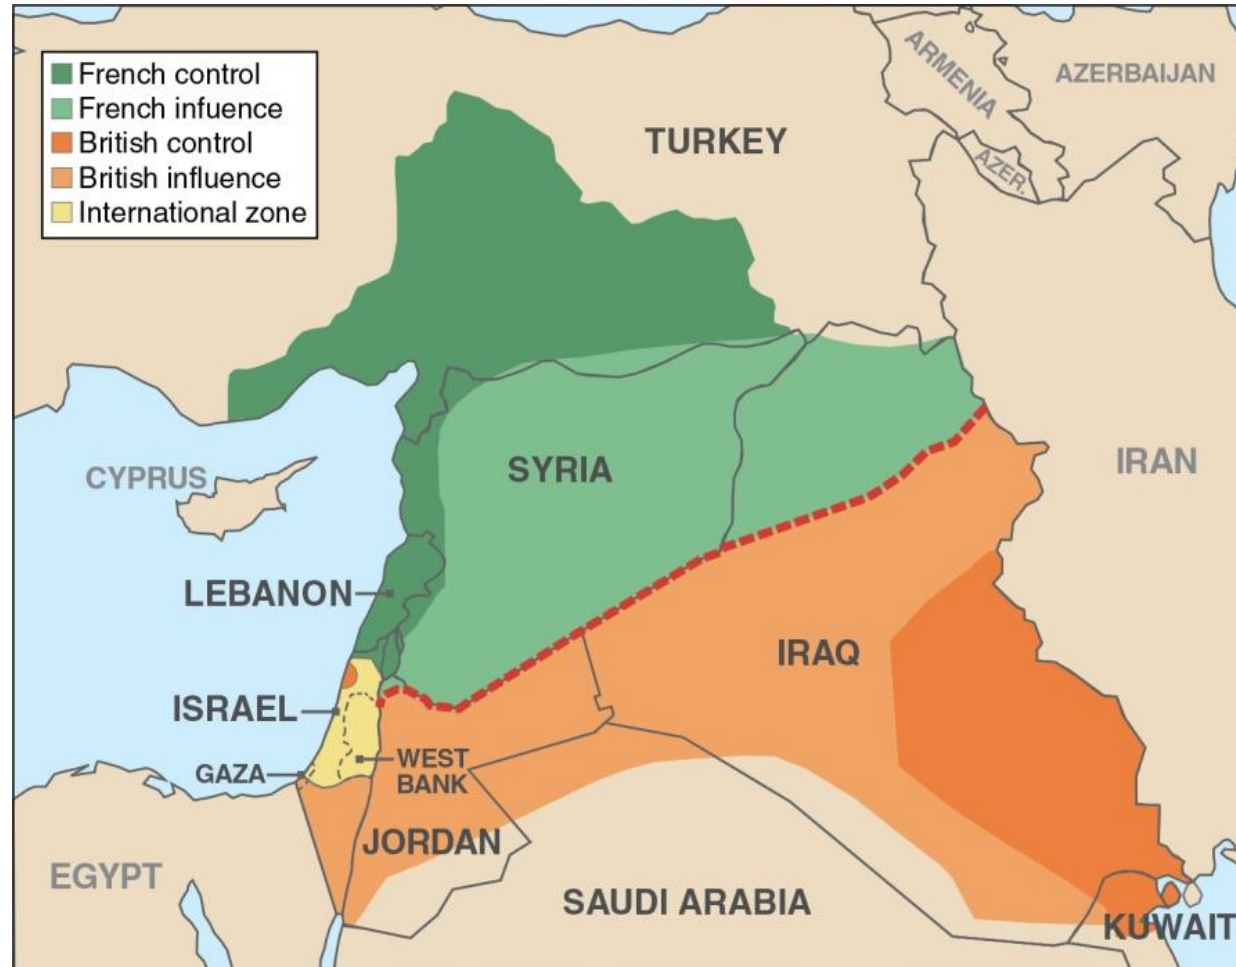 French control
French infuence
British control
British influence
International zone
ARMENIA
AZERBAIJAN
AZER.
TURKEY
CYPRUS
SYRIA
IRAN
LEBANON
IRAQ
ISRAEL
GAZA
WEST
BANK
JORDAN
EGYPT
SAUDI ARABIA
KUWAIT